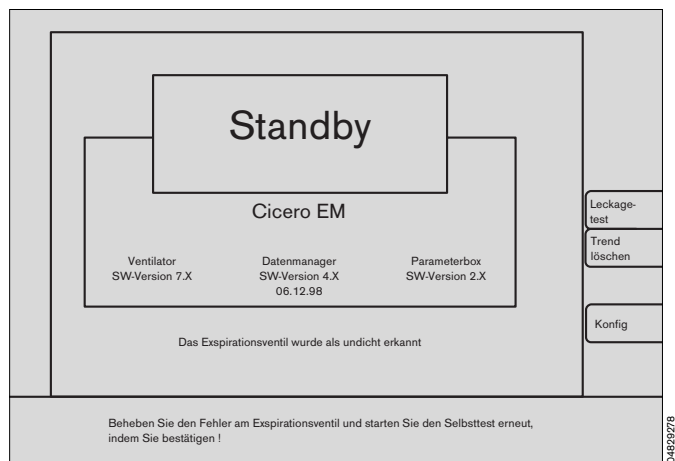 Standby
Cicero EM
Ventilator
SW-Version 7.X
Datenmanager
SW-Version 4.X
06.12.98
Parameterbox
SW-Version 2.X
Das Exspirationsventil wurde als undicht erkannt
Leckage-
test
Trend
löschen
Konfig
Beheben Sie den Fehler am Exspirationsventil und starten Sie den Selbsttest erneut,
indem Sie bestätigen !
04829278